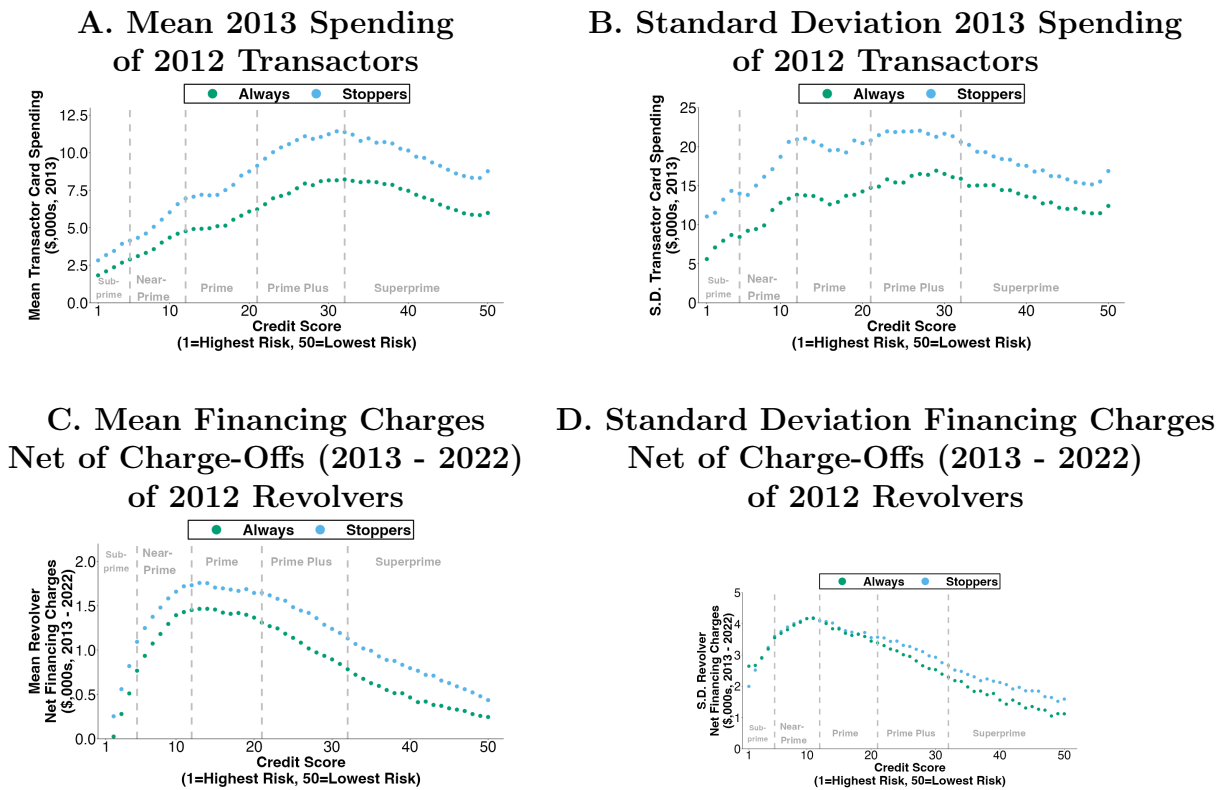 A. Mean 2013 Spending
of 2012 Transactors
Always Stoppers
Mean Transactor Card Spending
($,000s, 2013)
12.5
10.0
7.5
5.0
2.5
0.0
Sub-
prime
Near-
Prime
Prime
Prime Plus
Superprime
1 10 20 30 40 50
Credit Score
(1=Highest Risk, 50=Lowest Risk)
B. Standard Deviation 2013 Spending
of 2012 Transactors
Always Stoppers
S.D. Transactor Card Spending
($,000s, 2013)
25
20
15
10
5
0
Sub-
prime
Near-
Prime
Prime
Prime Plus
Superprime
1 10 20 30 40 50
Credit Score
(1=Highest Risk, 50=Lowest Risk)
C. Mean Financing Charges
Net of Charge-Offs (2013 - 2022)
of 2012 Revolvers
Always Stoppers
Mean Revolver
Net Financing Charges
($,000s, 2013 - 2022)
2.0
1.5
1.0
0.5
0.0
Sub-
prime
Near-
Prime
Prime
Prime Plus
Superprime
1 10 20 30 40 50
Credit Score
(1=Highest Risk, 50=Lowest Risk)
D. Standard Deviation Financing Charges
Net of Charge-Offs (2013 - 2022)
of 2012 Revolvers
Always Stoppers
S.D. Revolver
Net Financing Charges
($,000s, 2013 - 2022)
5
4
3
2
1
0
Sub-
prime
Near-
Prime
Prime
Prime Plus
Superprime
1 10 20 30 40 50
Credit Score
(1=Highest Risk, 50=Lowest Risk)